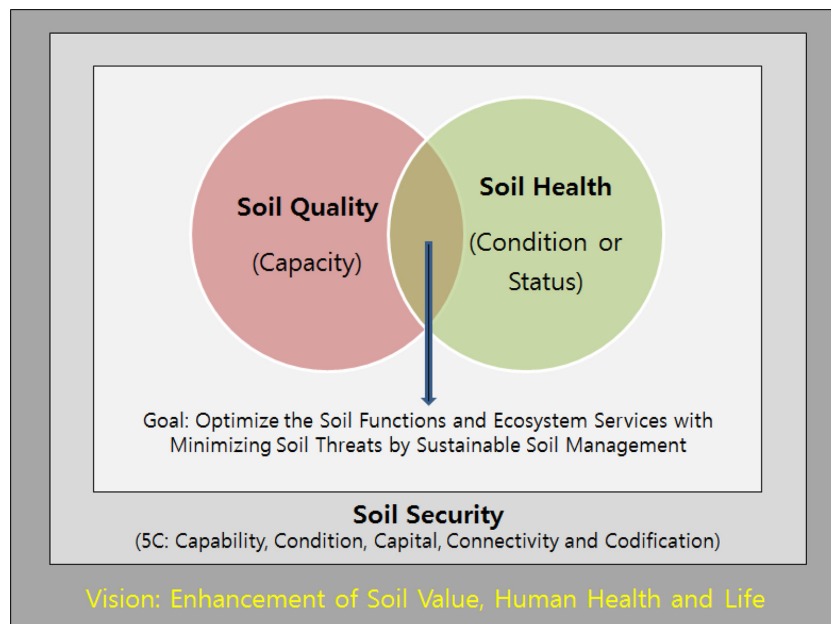 Soil Quality
(Capacity)
Soil Health
(Condition or
Status)
Goal: Optimize the Soil Functions and Ecosystem Services with
Minimizing Soil Threats by Sustainable Soil Management
Soil Security
(5C: Capability, Condition, Capital, Connectivity and Codification)
Vision: Enhancement of Soil Value, Human Health and Life